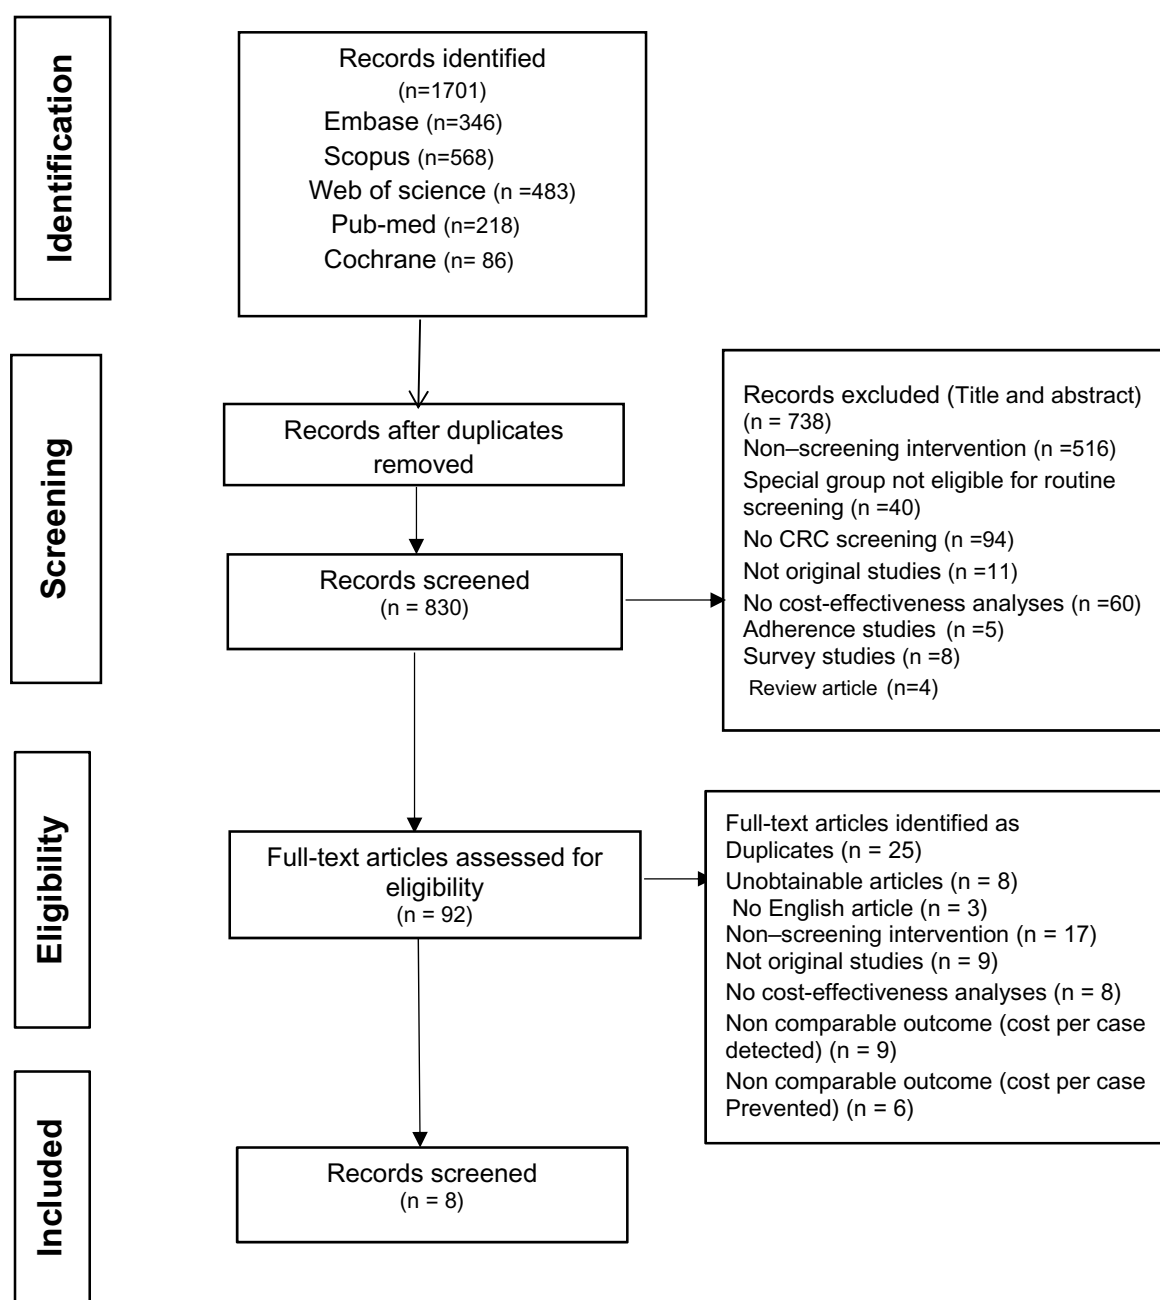 Identification
Records identified
(n=1701)
Embase (n=346)
Scopus (n=568)
Web of science (n =483)
Pub-med (n=218)
Cochrane (n= 86)
Screening
Records after duplicates
removed
Records screened
(n = 830)
Records excluded (Title and abstract)
(n = 738)
Non–screening intervention (n =516)
Special group not eligible for routine
screening (n =40)
No CRC screening (n =94)
Not original studies (n =11)
No cost-effectiveness analyses (n =60)
Adherence studies (n =5)
Survey studies (n =8)
Review article (n=4)
Eligibility
Full-text articles assessed for
eligibility
(n = 92)
Full-text articles identified as
Duplicates (n = 25)
Unobtainable articles (n = 8)
No English article (n = 3)
Non–screening intervention (n = 17)
Not original studies (n = 9)
No cost-effectiveness analyses (n = 8)
Non comparable outcome (cost per case
detected) (n = 9)
Non comparable outcome (cost per case
Prevented) (n = 6)
Included
Records screened
(n = 8)